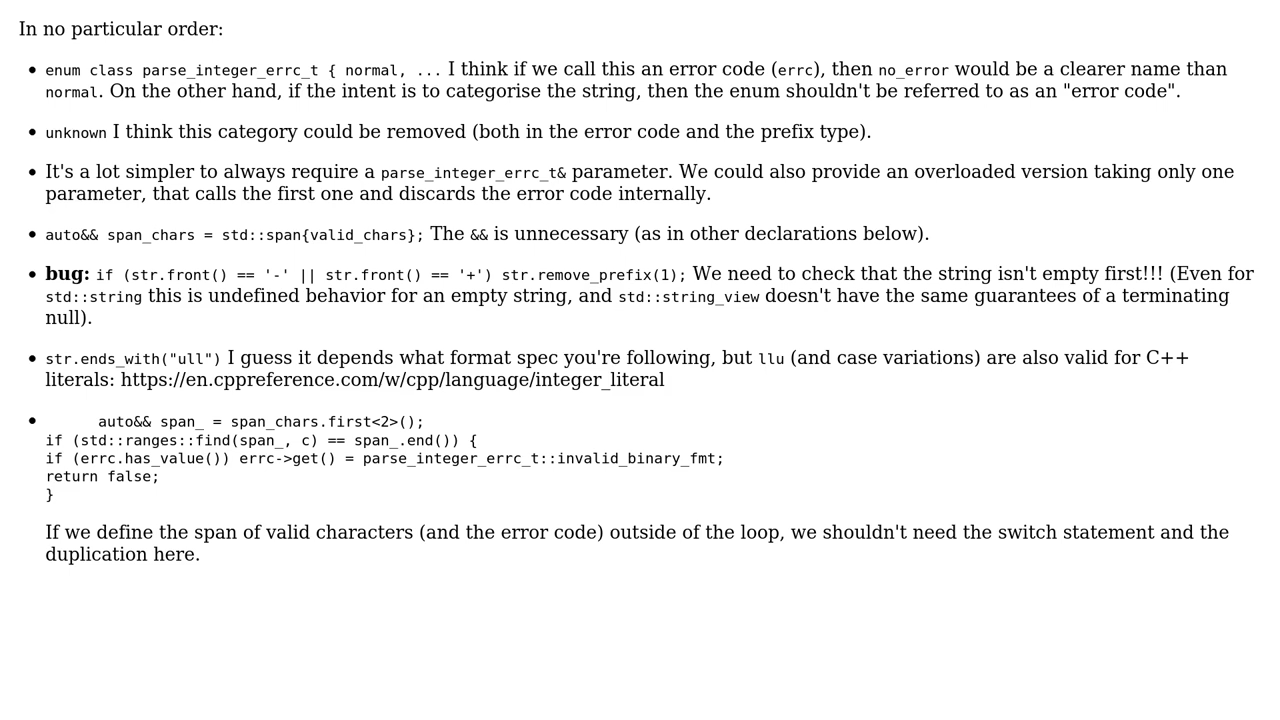 In no particular order:
enum class parse_integer_errc_t { normal, ... I think if we call this an error code (errc), then no_error would be a clearer name than
normal. On the other hand, if the intent is to categorise the string, then the enum shouldn't be referred to as an "error code".
unknown I think this category could be removed (both in the error code and the prefix type).
It's a lot simpler to always require a parse_integer_errc_t& parameter. We could also provide an overloaded version taking only one
parameter, that calls the first one and discards the error code internally.
auto&& span_chars = std::span{valid_chars}; The && is unnecessary (as in other declarations below).
bug: if (str.front() == '-' || str.front() == '+') str.remove_prefix(1); We need to check that the string isn't empty first!!! (Even for
std::string this is undefined behavior for an empty string, and std::string_view doesn't have the same guarantees of a terminating
null).
str.ends_with("ull") I guess it depends what format spec you're following, but llu (and case variations) are also valid for C++
literals: https://en.cppreference.com/w/cpp/language/integer_literal
auto&& span_ = span_chars.first<2>();
if (std::ranges::find(span_, c) == span_.end()) {
if (errc.has_value()) errc->get() = parse_integer_errc_t::invalid_binary_fmt;
return false;
}
If we define the span of valid characters (and the error code) outside of the loop, we shouldn't need the switch statement and the
duplication here.